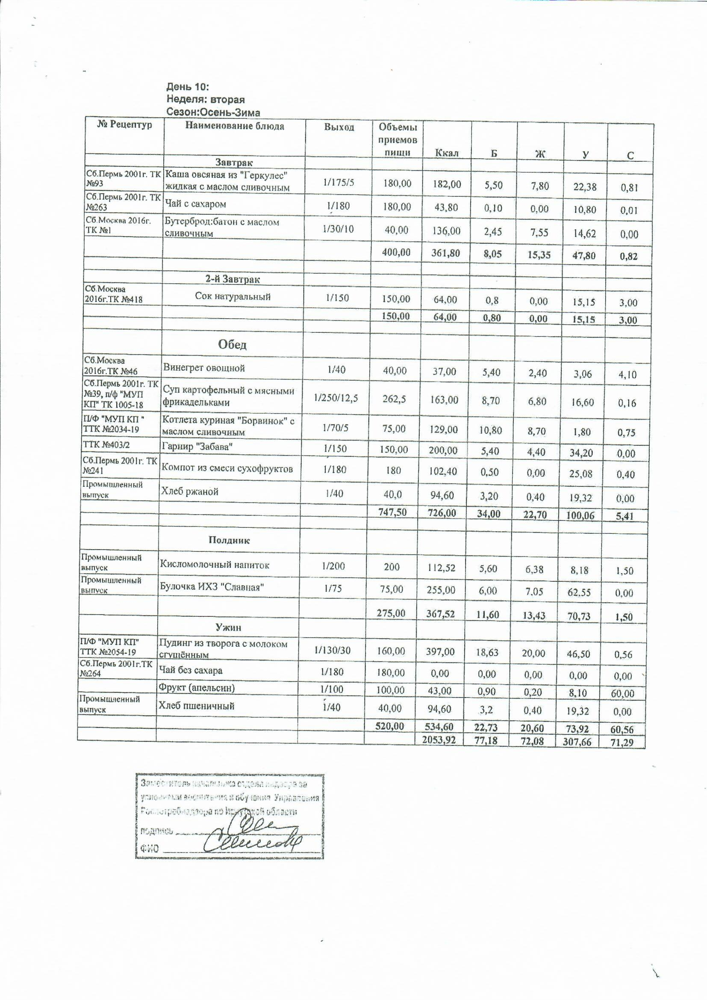 День 10:
Неделя: вторая
Сезон:Осень-Зима
№ Рецептур Наименование блюда Выход Объемы приемов пищи Ккал Б Ж У С
Завтрак
Сб.Пермь 2001г. ТК №93 Каша овсяная из "Геркулес" жидкая с маслом сливочным 1/175/5 180,00 182,00 5,50 7,80 22,38 0,81
Сб.Пермь 2001г. ТК №263 Чай с сахаром 1/180 180,00 43,80 0,10 0,00 10,80 0,01
Сб.Москва 2016г. ТК №1 Бутерброд:батон с маслом сливочным 1/30/10 40,00 136,00 2,45 7,55 14,62 0,00
400,00 361,80 8,05 15,35 47,80 0,82
2-й Завтрак
Сб.Москва 2016г.ТК №418 Сок натуральный 1/150 150,00 64,00 0,8 0,00 15,15 3,00
150,00 64,00 0,80 0,00 15,15 3,00
Обед
Сб.Москва 2016г.ТК №46 Винегрет овощной 1/40 40,00 37,00 5,40 2,40 3,06 4,10
Сб.Пермь 2001г. ТК №39, п/ф "МУП КП" ТК 1005-18 Суп картофельный с мясными фрикадельками 1/250/12,5 262,5 163,00 8,70 6,80 16,60 0,16
П/Ф "МУП КП " ТТК №2034-19 Котлета куриная "Борвинок" с маслом сливочным 1/70/5 75,00 129,00 10,80 8,70 1,80 0,75
ТТК №403/2 Гарнир "Забава" 1/150 150,00 200,00 5,40 4,40 34,20 0,00
Сб.Пермь 2001г. ТК №241 Компот из смеси сухофруктов 1/180 180 102,40 0,50 0,00 25,08 0,40
Промышленный выпуск Хлеб ржаной 1/40 40,0 94,60 3,20 0,40 19,32 0,00
747,50 726,00 34,00 22,70 100,06 5,41
Полдник
Промышленный выпуск Кисломолочный напиток 1/200 200 112,52 5,60 6,38 8,18 1,50
Промышленный выпуск Булочка ИХЗ "Славная" 1/75 75,00 255,00 6,00 7,05 62,55 0,00
275,00 367,52 11,60 13,43 70,73 1,50
Ужин
П/Ф "МУП КП" ТТК №2054-19 Пудинг из творога с молоком сгущённым 1/130/30 160,00 397,00 18,63 20,00 46,50 0,56
Сб.Пермь 2001г.ТК №264 Чай без сахара 1/180 180,00 0,00 0,00 0,00 0,00 0,00
Фрукт (апельсин) 1/100 100,00 43,00 0,90 0,20 8,10 60,00
Промышленный выпуск Хлеб пшеничный 1/40 40,00 94,60 3,2 0,40 19,32 0,00
520,00 534,60 22,73 20,60 73,92 60,56
2053,92 77,18 72,08 307,66 71,29
Заместитель начальника отдела надзора за
условиями воспитания и обучения Управления
Роспотребнадзора по Иркутской области
подпись
ФИО